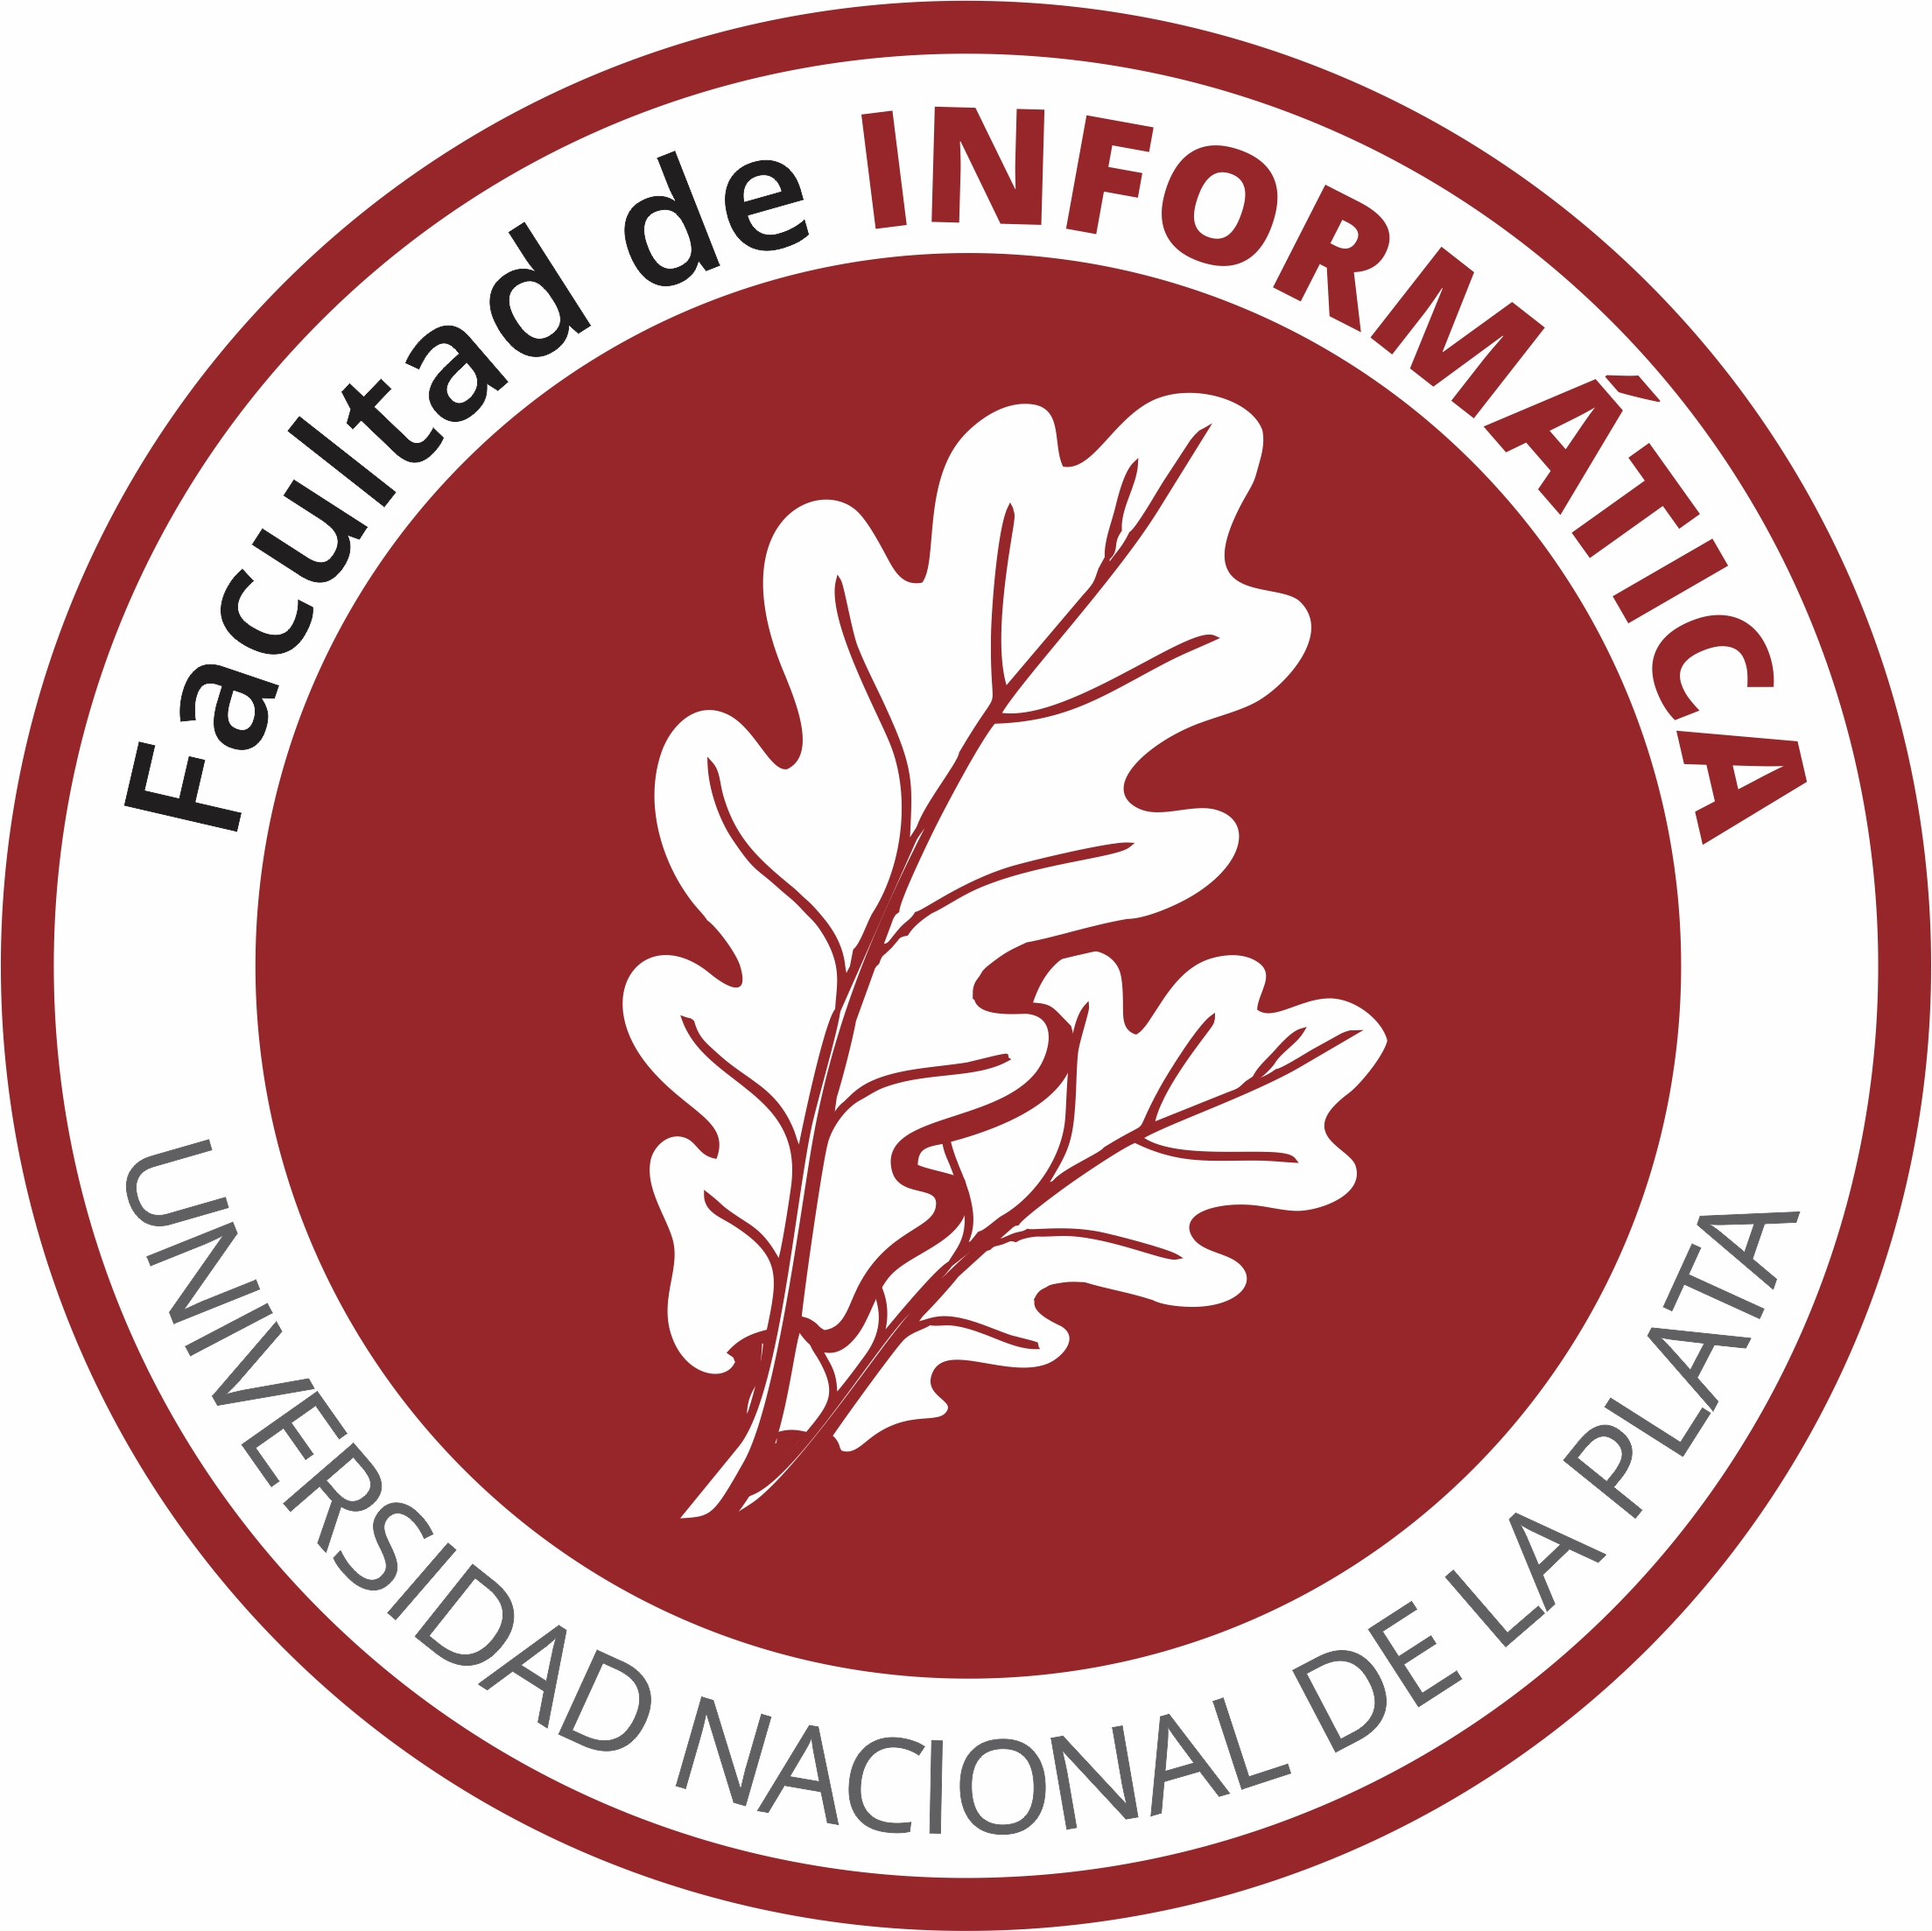 Facultad de INFORMÁTICA
UNIVERSIDAD NACIONAL DE LA PLATA